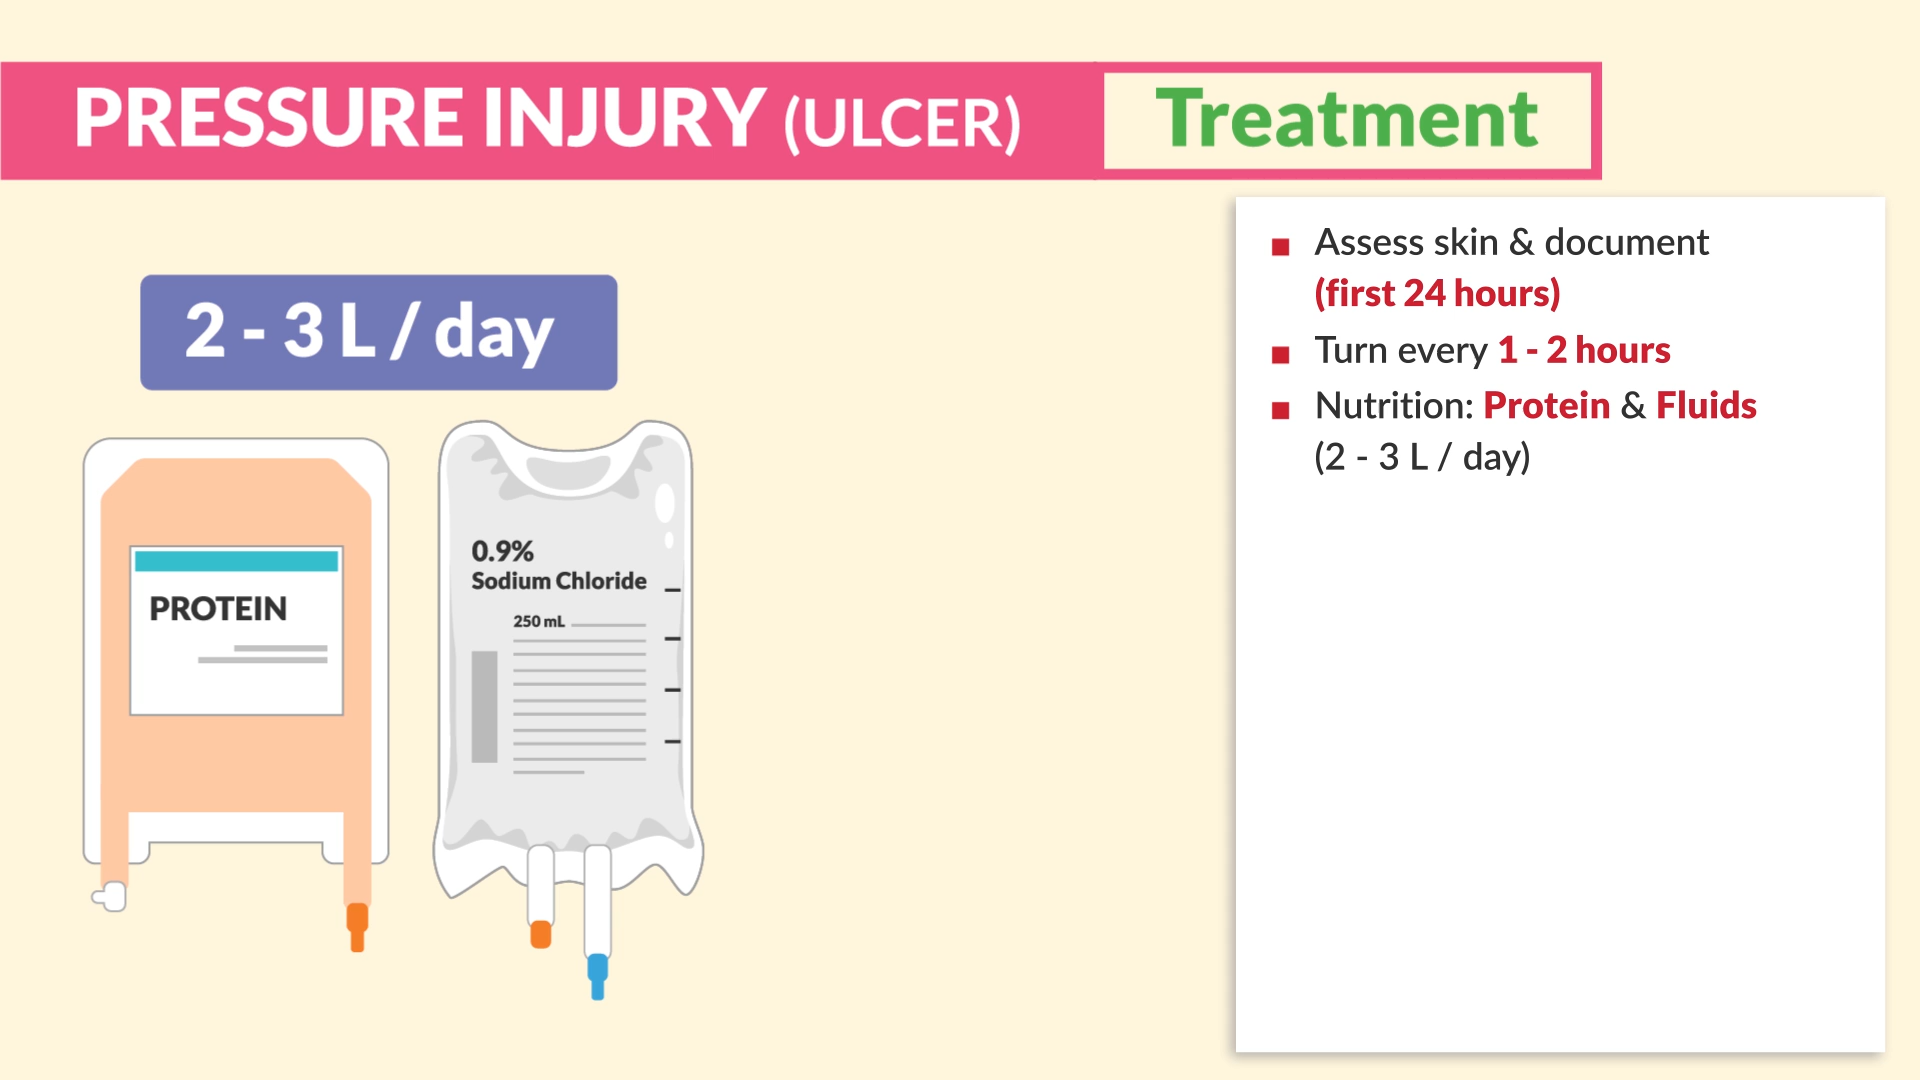 PRESSURE INJURY (ULCER)
Treatment
2 - 3 L / day
PROTEIN
0.9%
Sodium Chloride
250 mL
Assess skin & document
(first 24 hours)
Turn every 1 - 2 hours
Nutrition: Protein & Fluids
(2 - 3 L / day)